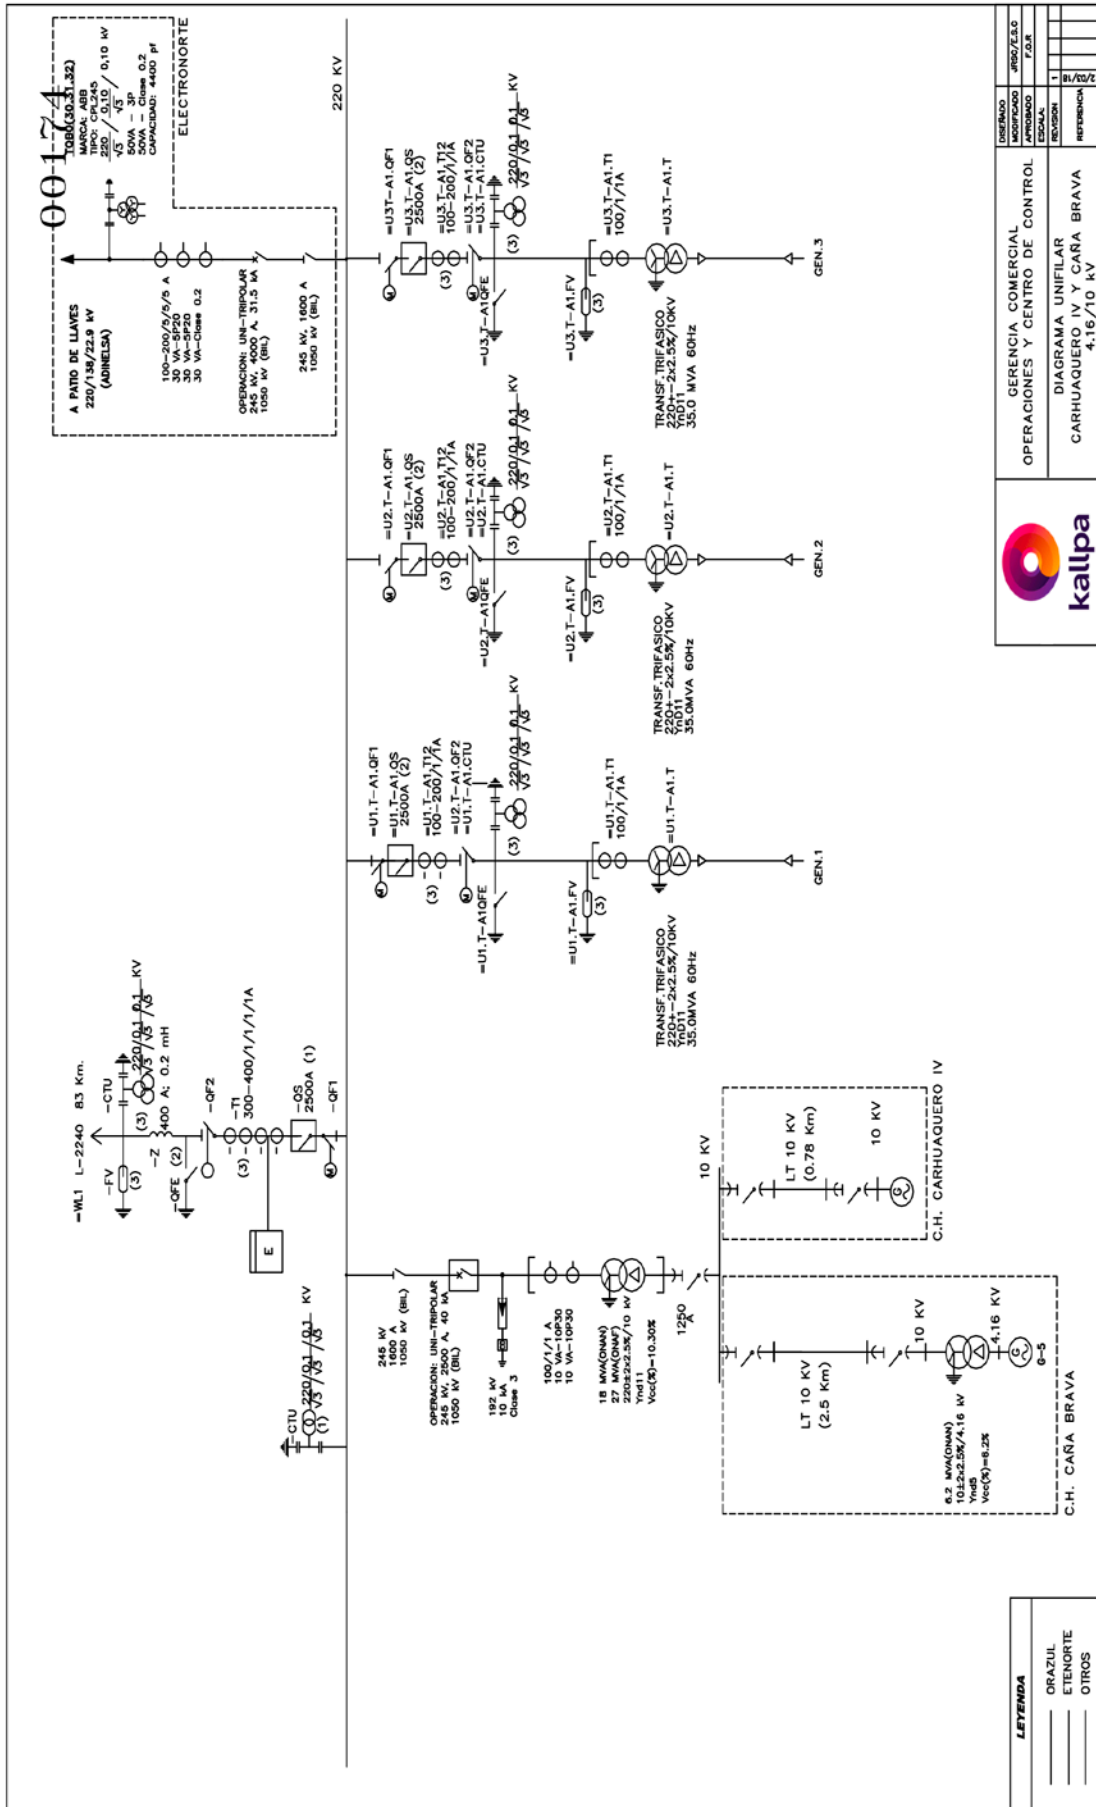 00174
TQBO(30.31.32)
MARCA: ABB
TIPO: CPL245
220 / 0,10 / 0,10 kV
√3 √3
50VA - 3P
50VA - Clase 0.2
CAPACIDAD: 4400 pf
ELECTRONORTE
A PATIO DE LLAVES
220/138/22.9 kV
(ADINELSA)
100-200/5/5/5 A
30 VA-5P20
30 VA-5P20
30 VA-Clase 0.2
OPERACION: UNI-TRIPOLAR
245 kV, 4000 A, 31.5 kA
1050 kV (BIL)
245 kV, 1600 A
1050 kV (BIL)
220 KV
=WL1 L-2240 83 Km.
-FV
(3)
-CTU
220/0.1/0.1 KV
√3/√3/√3
(3)
-Z
400 A; 0.2 mH
(2)
-QFE
-QF2
-T1
300-400/1/1/1A
(3)
E
-QS
2500A (1)
-QF1
M
-CTU
220/0.1/0.1 KV
√3/√3/√3
(1)
=U1.T-A1.QF1
M
=U1.T-A1.QS
2500A (2)
=U1.T-A1.T12
100-200/1/1A
(3)
=U2.T-A1.QF2
=U1.T-A1.CTU
M
220/0.1 0.1 KV
√3/√3/√3
(3)
=U1.T-A1QFE
=U1.T-A1.FV
(3)
=U1.T-A1.T1
100/1/1A
=U1.T-A1.T
TRANSF.TRIFASICO
220+-2x2.5%/10KV
YnD11
35.0MVA 60Hz
GEN.1
=U2.T-A1.QF1
M
=U2.T-A1.QS
2500A (2)
=U2.T-A1.T12
100-200/1/1A
(3)
=U2.T-A1.QF2
=U2.T-A1.CTU
M
220/0.1 0.1 KV
√3/√3/√3
(3)
=U2.T-A1QFE
=U2.T-A1.FV
(3)
=U2.T-A1.T1
100/1/1A
=U2.T-A1.T
TRANSF.TRIFASICO
220+-2x2.5%/10KV
YnD11
35.0MVA 60Hz
GEN.2
=U3T-A1.QF1
M
=U3.T-A1.QS
2500A (2)
=U3.T-A1.T12
100-200/1/1A
(3)
=U3.T-A1.QF2
=U3.T-A1.CTU
M
220/0.1 0.1 KV
√3/√3/√3
(3)
=U3.T-A1QFE
=U3.T-A1.FV
(3)
=U3.T-A1.T1
100/1/1A
=U3.T-A1.T
TRANSF.TRIFASICO
220+-2x2.5%/10KV
YnD11
35.0 MVA 60Hz
GEN.3
245 kV
1600 A
1050 kV (BIL)
OPERACION: UNI-TRIPOLAR
245 kV, 2500 A, 40 kA
1050 kV (BIL)
192 kV
10 kA
Clase 3
100/1/1 A
10 VA-10P30
10 VA-10P30
18 MVA(ONAN)
27 MVA(ONAF)
220±2x2.5%/10 kV
Ynd11
Vcc(%)=10.30%
1250
A
10 KV
LT 10 KV
(0.78 Km)
10 KV
G
C.H. CARHUAQUERO IV
LT 10 KV
(2.5 Km)
10 KV
6.2 MVA(ONAN)
10±2x2.5%/4.16 kV
Ynd5
Vcc(%)=6.2%
4.16 KV
G
G-5
C.H. CAÑA BRAVA
LEYENDA
ORAZUL
ETENORTE
OTROS
kallpa
GERENCIA COMERCIAL
OPERACIONES Y CENTRO DE CONTROL
DIAGRAMA UNIFILAR
CARHUAQUERO IV Y CAÑA BRAVA
4.16/10 kV
DISEÑADO
MODIFICADO JRSO/E.S.O
APROBADO F.O.R
ESCALA:
REVISION 1
REFERENCIA